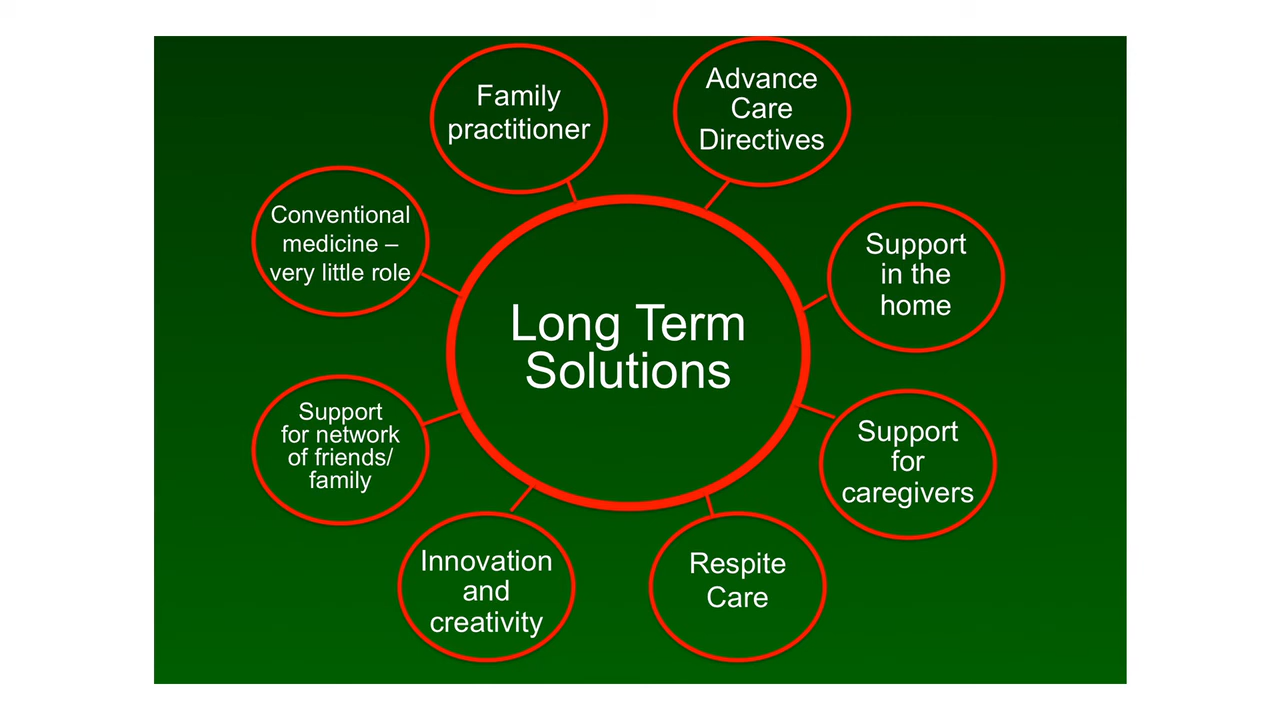 Family
practitioner
Advance
Care
Directives
Conventional
medicine –
very little role
Support
in the
home
Long Term
Solutions
Support
for network
of friends/
family
Support
for
caregivers
Innovation
and
creativity
Respite
Care